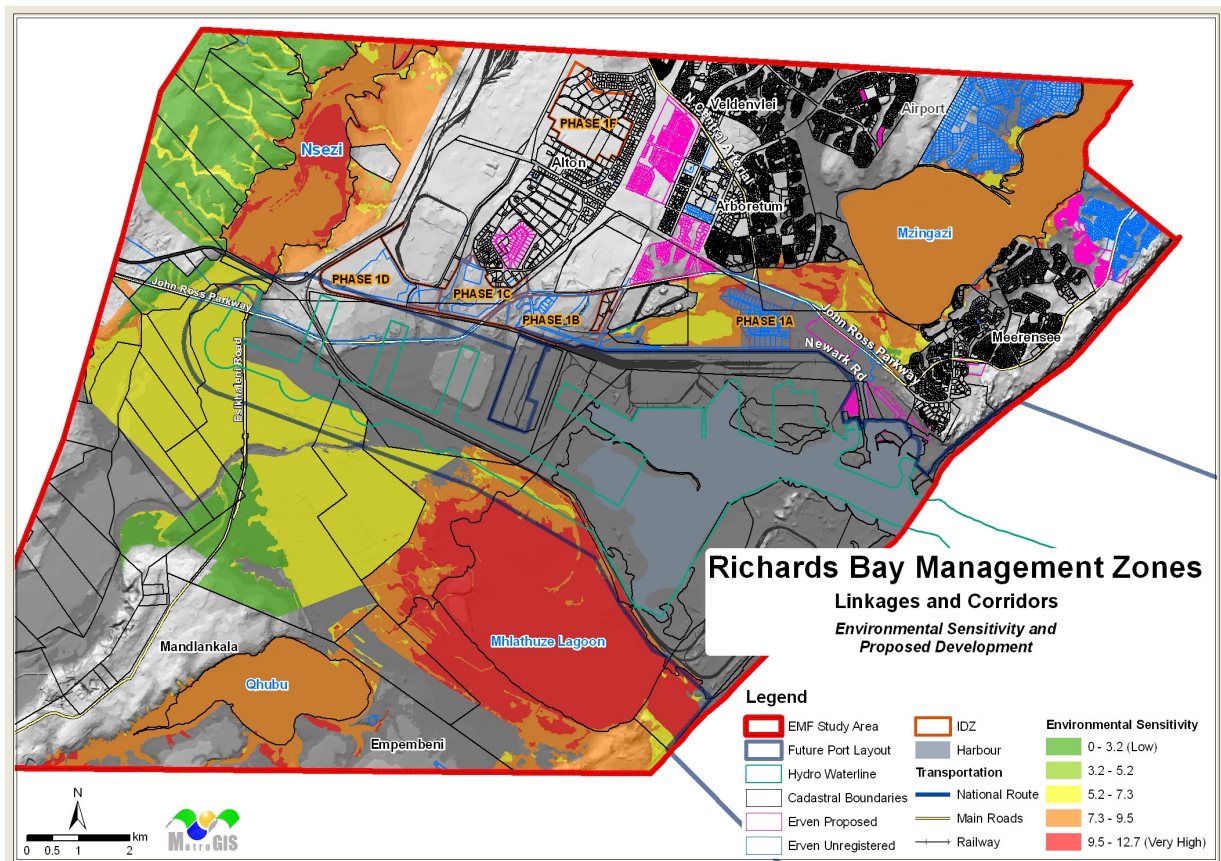 Nsezi
PHASE 1F
Alton
Veldenvlei
Central Arterial
Airport
Arboretum
Mzingazi
PHASE 1D
PHASE 1C
PHASE 1B
PHASE 1A
John Ross Parkway
John Ross Parkway
Newark Rd
Meerensee
Esikhaleni Road
Mandlankala
Qhubu
Mhlathuze Lagoon
Empembeni
Richards Bay Management Zones
Linkages and Corridors
Environmental Sensitivity and
Proposed Development
Legend
EMF Study Area
Future Port Layout
Hydro Waterline
Cadastral Boundaries
Erven Proposed
Erven Unregistered
IDZ
Harbour
Transportation
National Route
Main Roads
Railway
Environmental Sensitivity
0 - 3.2 (Low)
3.2 - 5.2
5.2 - 7.3
7.3 - 9.5
9.5 - 12.7 (Very High)
N
km
0 0.5 1 2
MetroGIS